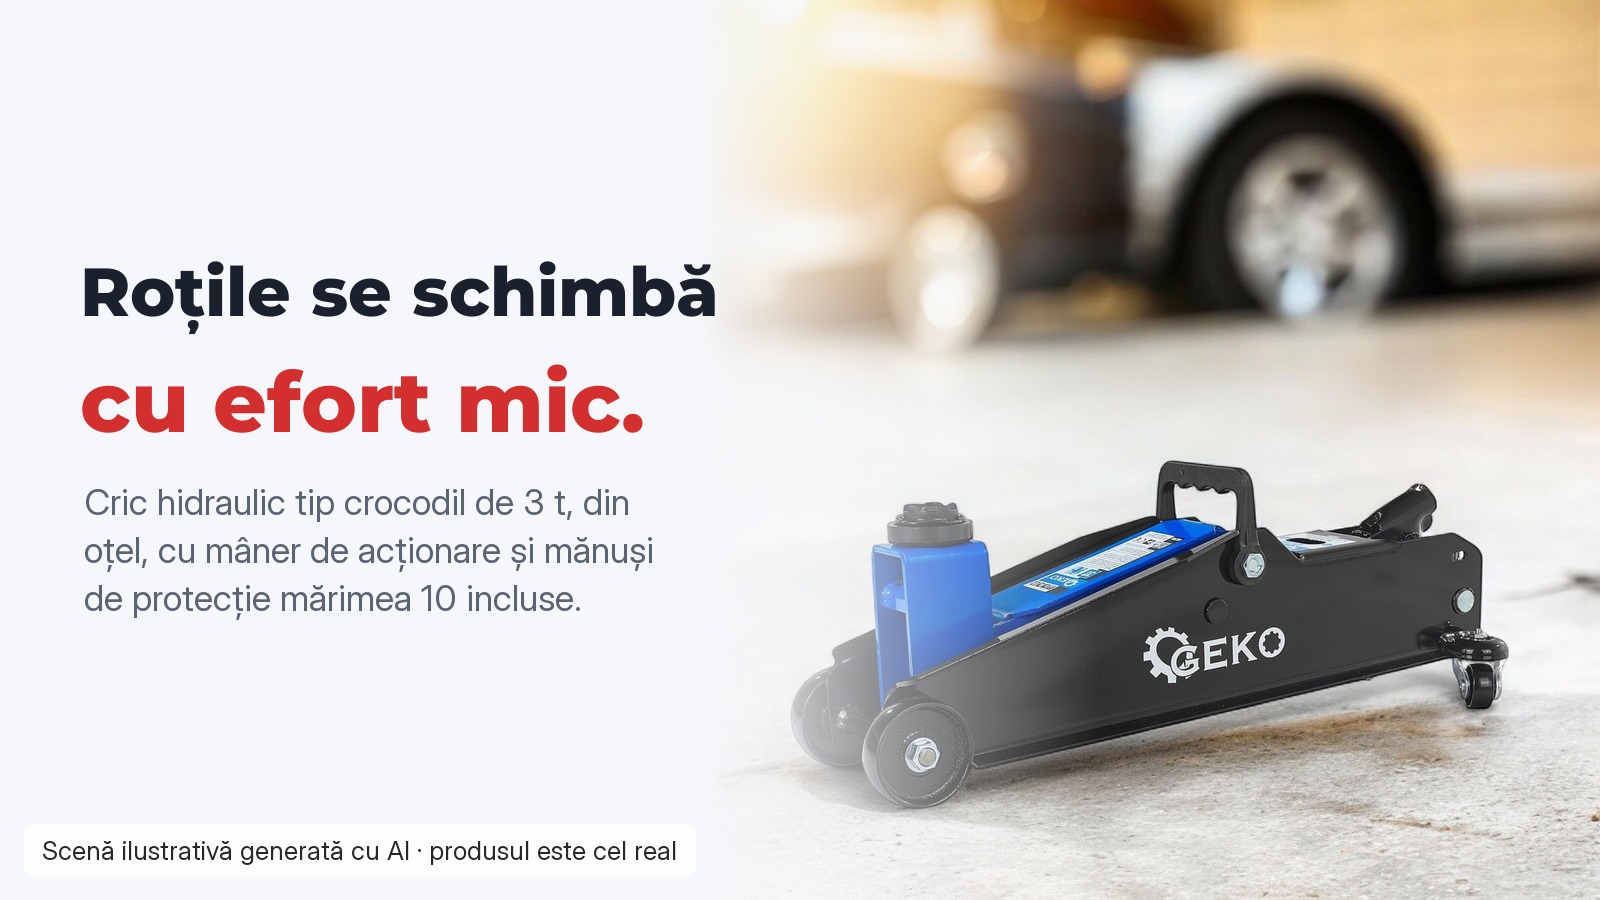 Roțile se schimbă
cu efort mic.
Cric hidraulic tip crocodil de 3 t, din
oțel, cu mâner de acționare și mănuși
de protecție mărimea 10 incluse.
GEKO
GEKO
Scenă ilustrativă generată cu AI · produsul este cel real